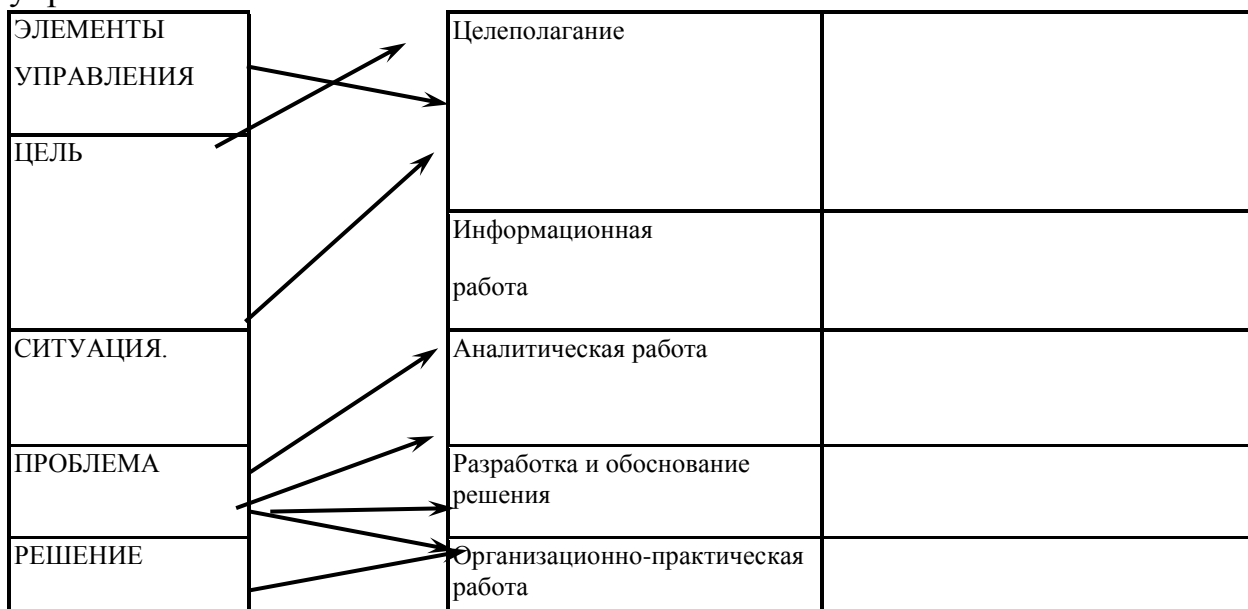 ЭЛЕМЕНТЫ
УПРАВЛЕНИЯ
ЦЕЛЬ
СИТУАЦИЯ.
ПРОБЛЕМА
РЕШЕНИЕ
Целеполагание
Информационная
работа
Аналитическая работа
Разработка и обоснование
решения
Организационно-практическая
работа